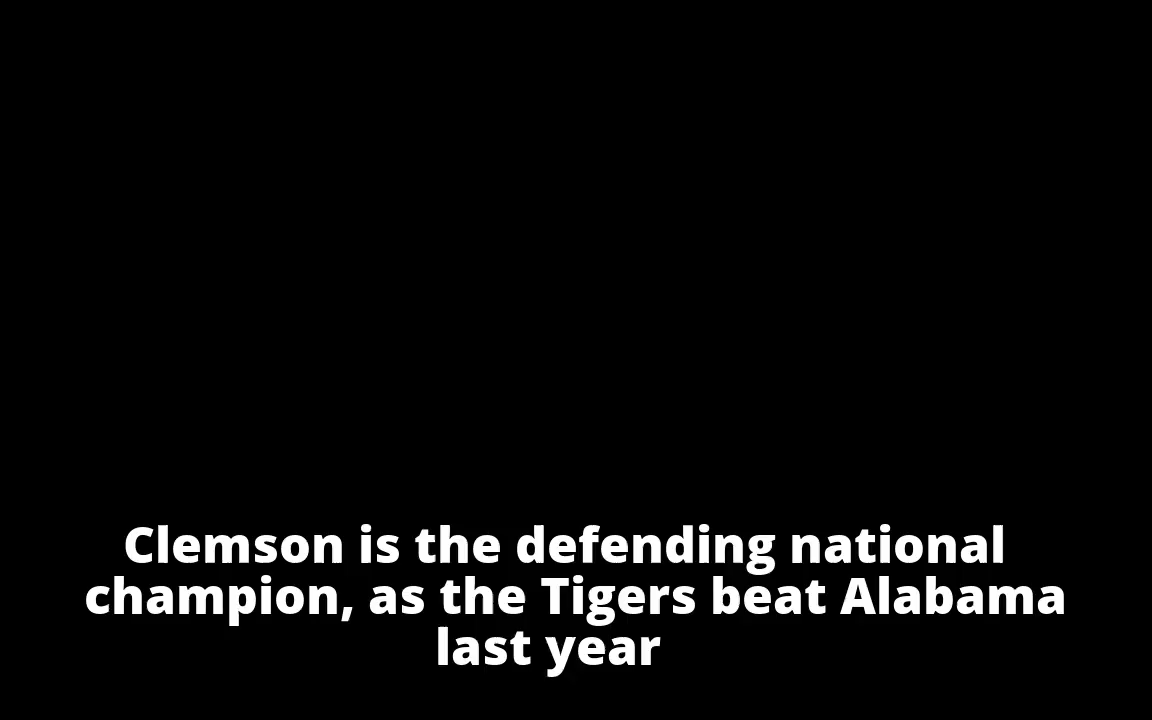 Clemson is the defending national
champion, as the Tigers beat Alabama
last year